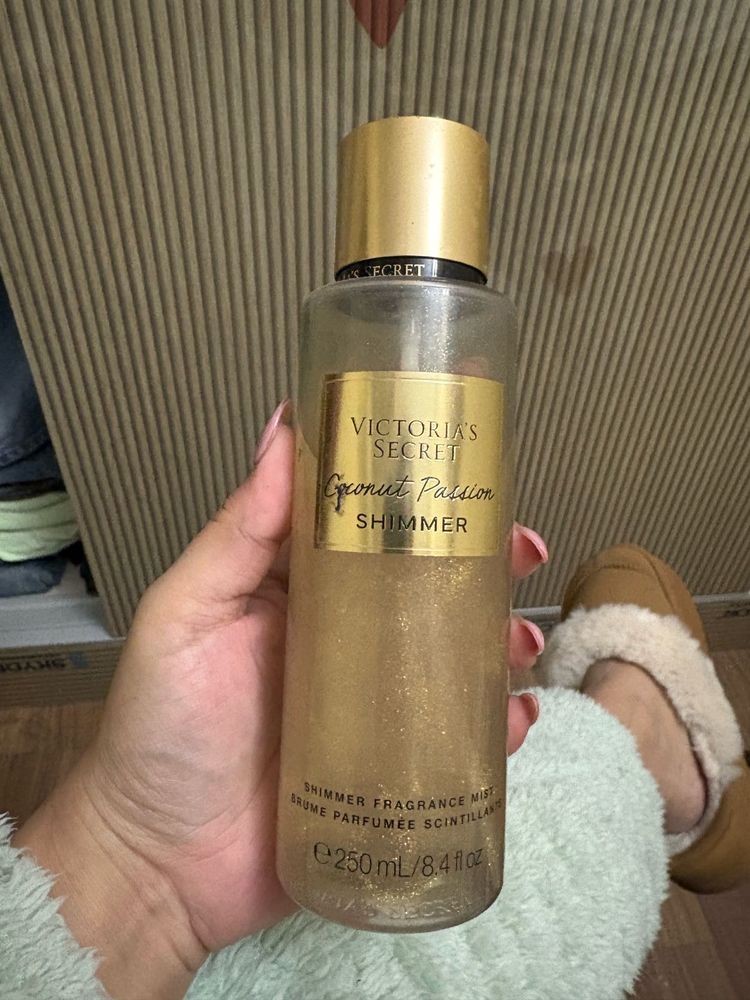 'S SECRET
VICTORIA'S
SECRET
Coconut Passion
SHIMMER
SHIMMER FRAGRANCE MIST
BRUME PARFUMÉE SCINTILLANTE
℮250 mL/8.4 fl oz